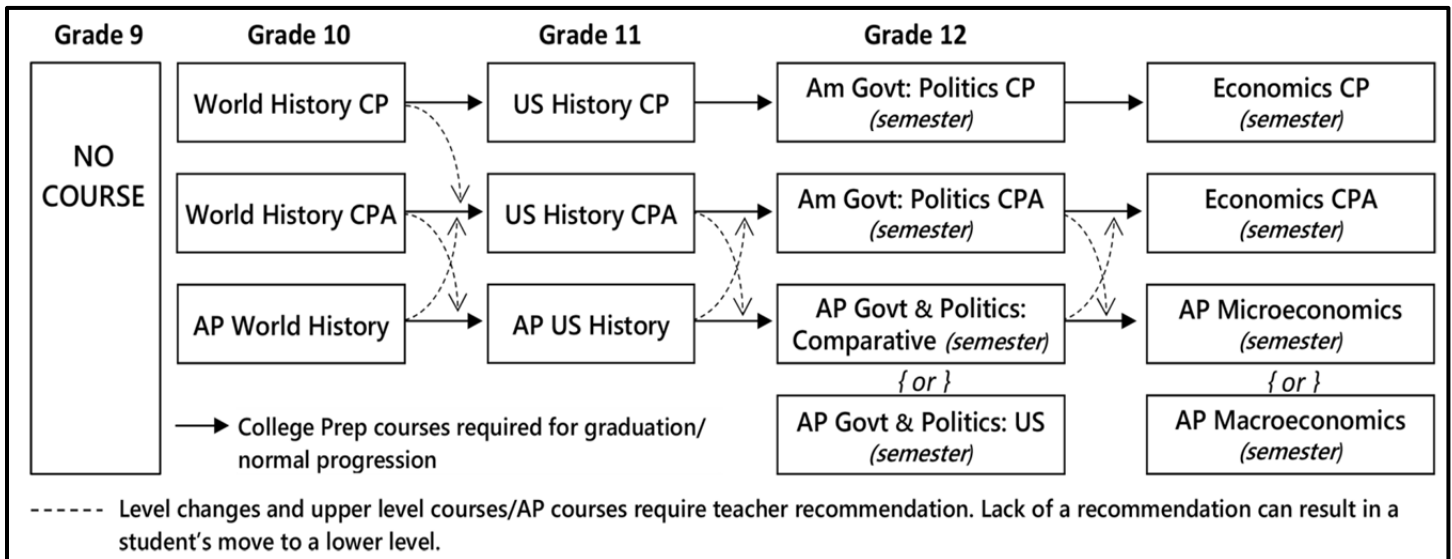 Grade 9
Grade 10
Grade 11
Grade 12
NO
COURSE
World History CP
US History CP
Am Govt: Politics CP
(semester)
Economics CP
(semester)
World History CPA
US History CPA
Am Govt: Politics CPA
(semester)
Economics CPA
(semester)
AP World History
AP US History
AP Govt & Politics:
Comparative (semester)
AP Microeconomics
(semester)
{ or }
{ or }
AP Govt & Politics: US
(semester)
AP Macroeconomics
(semester)
College Prep courses required for graduation/
normal progression
Level changes and upper level courses/AP courses require teacher recommendation. Lack of a recommendation can result in a
student’s move to a lower level.